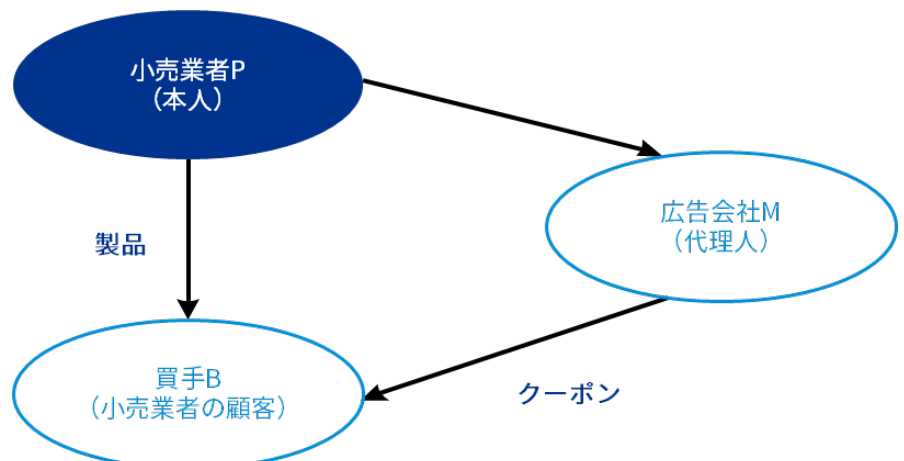 小売業者P
（本人）
広告会社M
（代理人）
製品
買手B
（小売業者の顧客）
クーポン